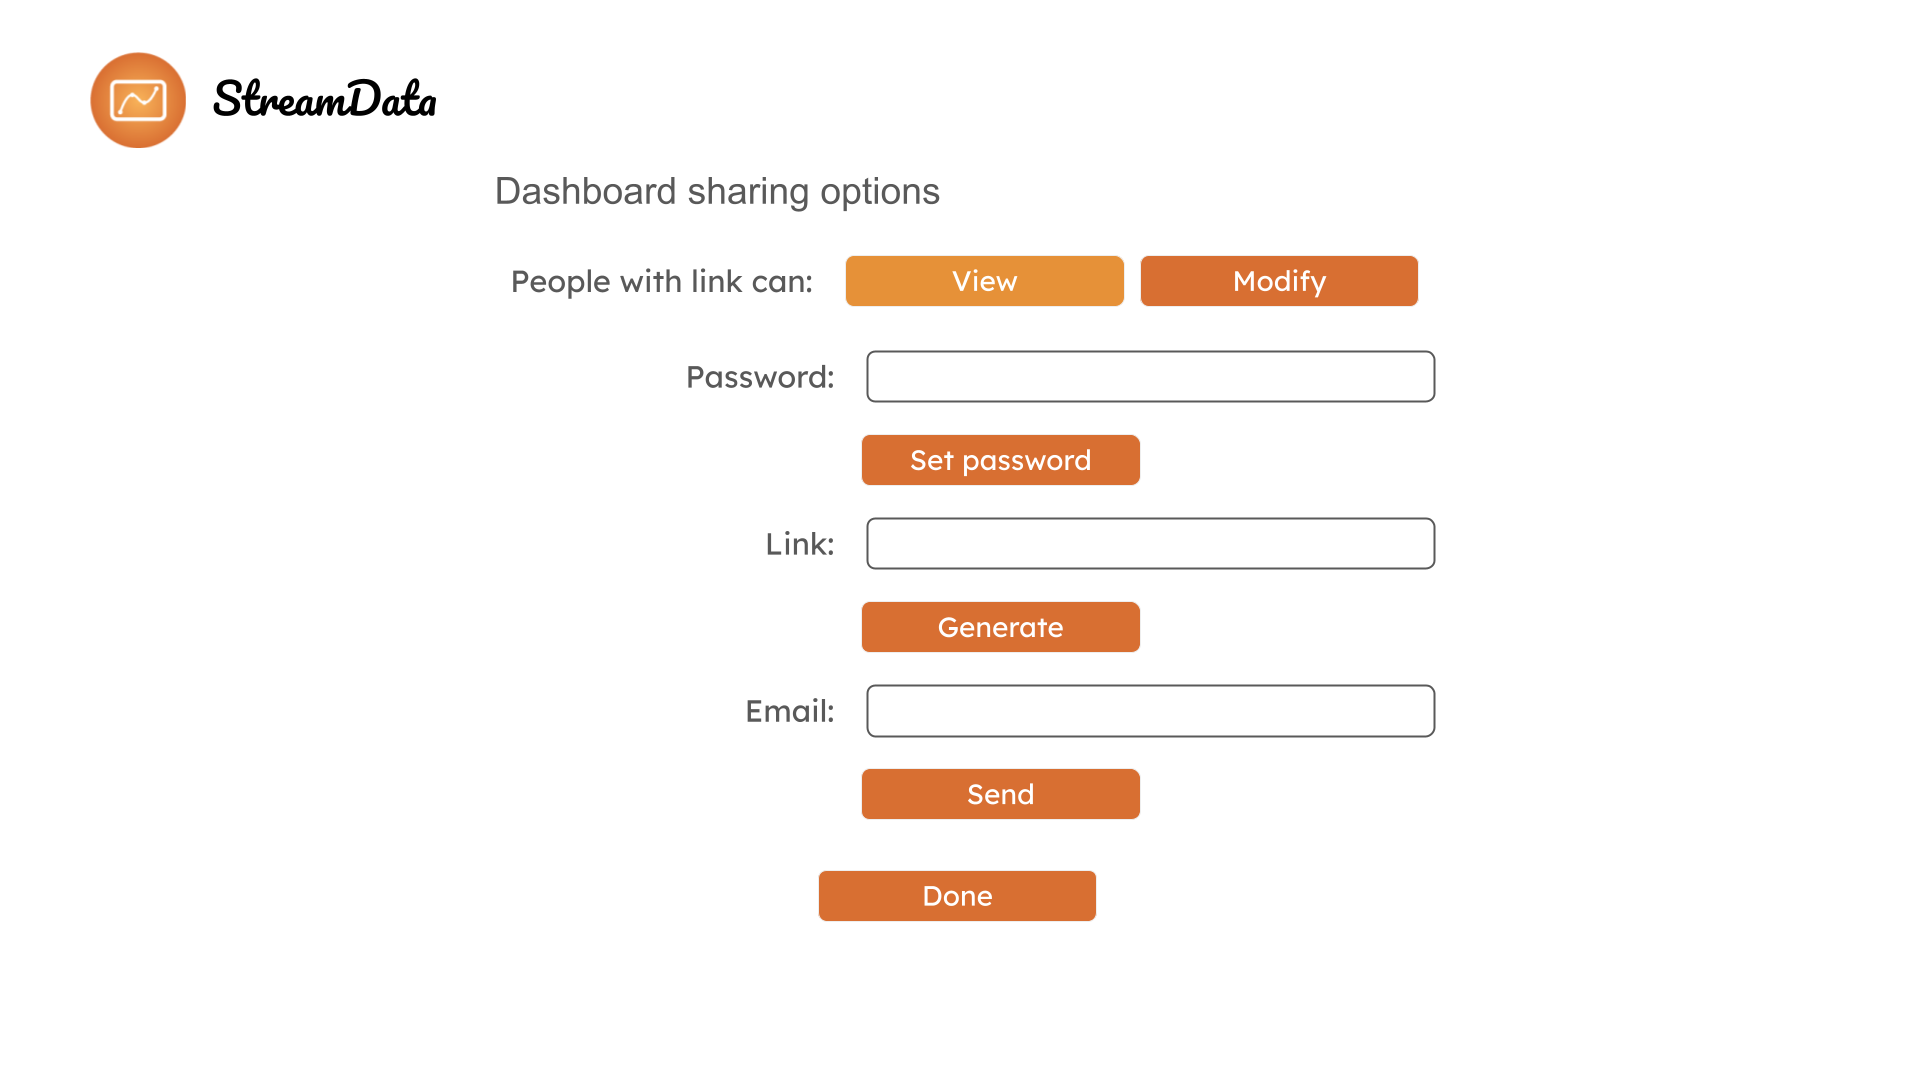 StreamData
Dashboard sharing options
People with link can: View Modify
Password:
Set password
Link:
Generate
Email:
Send
Done